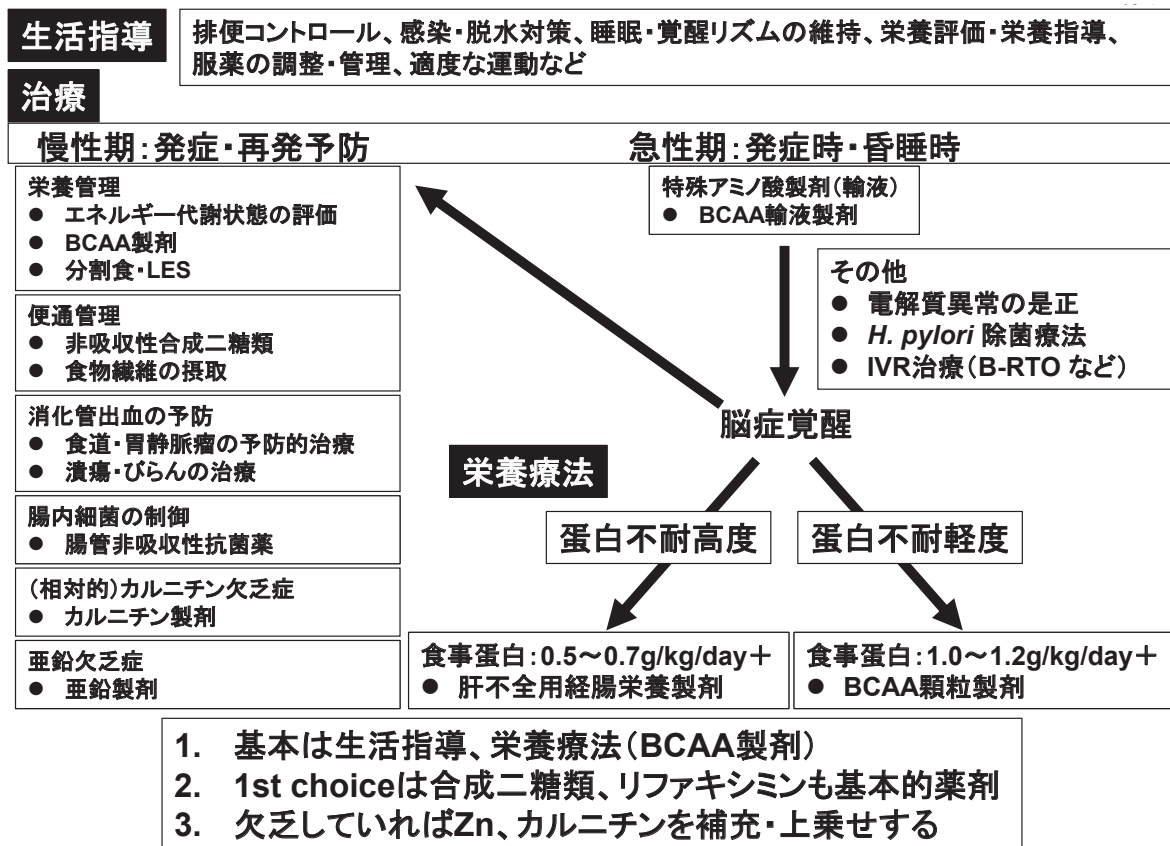 生活指導
排便コントロール、感染・脱水対策、睡眠・覚醒リズムの維持、栄養評価・栄養指導、
服薬の調整・管理、適度な運動など
治療
慢性期：発症・再発予防
急性期：発症時・昏睡時
栄養管理
● エネルギー代謝状態の評価
● BCAA製剤
● 分割食・LES
便通管理
● 非吸収性合成二糖類
● 食物繊維の摂取
消化管出血の予防
● 食道・胃静脈瘤の予防的治療
● 潰瘍・びらんの治療
腸内細菌の制御
● 腸管非吸収性抗菌薬
（相対的）カルニチン欠乏症
● カルニチン製剤
亜鉛欠乏症
● 亜鉛製剤
特殊アミノ酸製剤（輸液）
● BCAA輸液製剤
その他
● 電解質異常の是正
● H. pylori 除菌療法
● IVR治療（B-RTO など）
脳症覚醒
栄養療法
蛋白不耐高度
蛋白不耐軽度
食事蛋白：0.5～0.7g/kg/day＋
● 肝不全用経腸栄養製剤
食事蛋白：1.0～1.2g/kg/day＋
● BCAA顆粒製剤
1. 基本は生活指導、栄養療法（BCAA製剤）
2. 1st choiceは合成二糖類、リファキシミンも基本的薬剤
3. 欠乏していればZn、カルニチンを補充・上乗せする